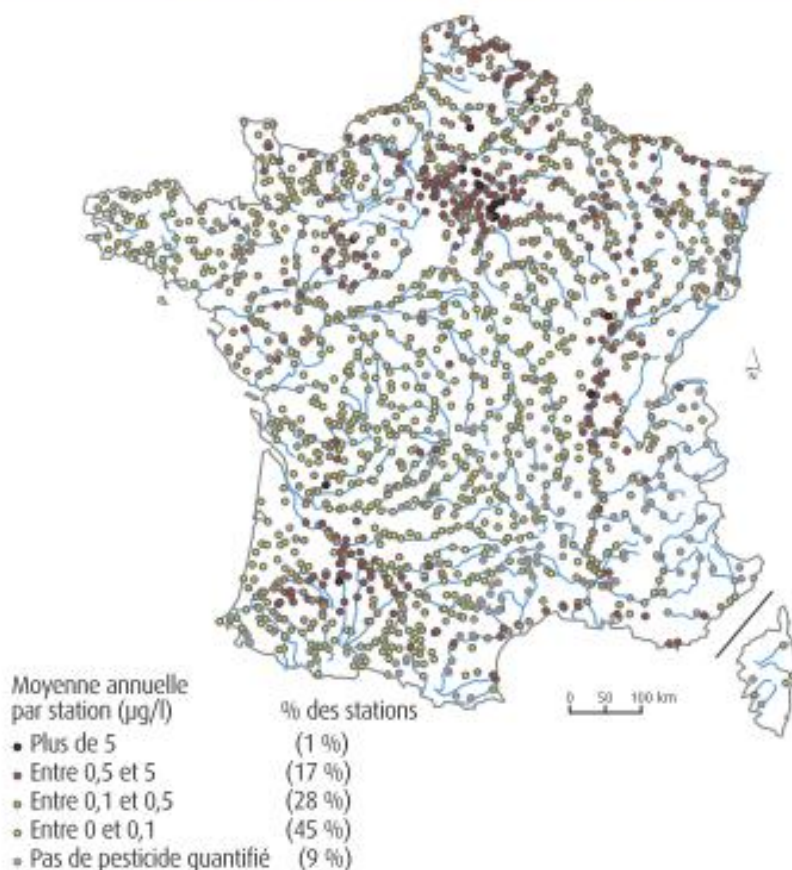 Moyenne annuelle
par station (µg/l) % des stations
Plus de 5 (1 %)
Entre 0,5 et 5 (17 %)
Entre 0,1 et 0,5 (28 %)
Entre 0 et 0,1 (45 %)
Pas de pesticide quantifié (9 %)
0 50 100 km